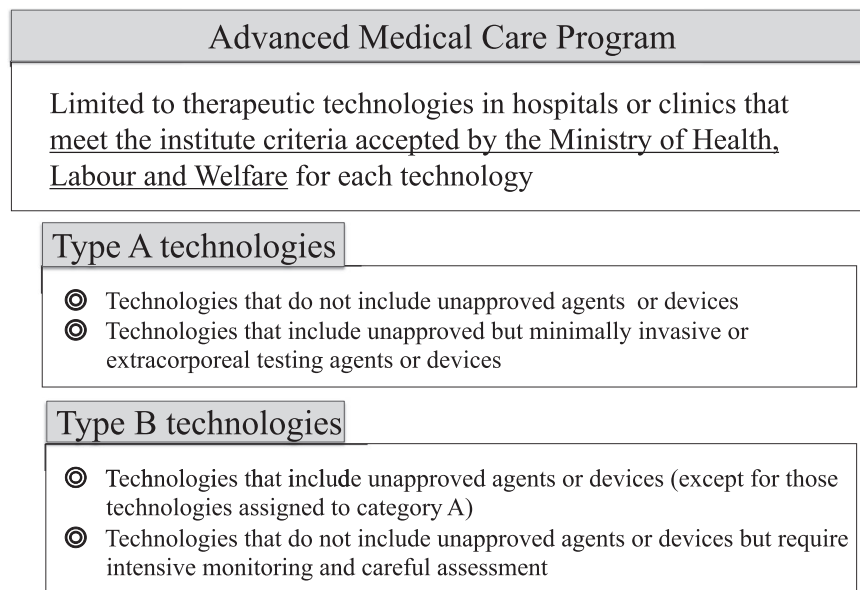 Advanced Medical Care Program
Limited to therapeutic technologies in hospitals or clinics that
meet the institute criteria accepted by the Ministry of Health,
Labour and Welfare for each technology
Type A technologies
◎ Technologies that do not include unapproved agents or devices
◎ Technologies that include unapproved but minimally invasive or
extracorporeal testing agents or devices
Type B technologies
◎ Technologies that include unapproved agents or devices (except for those
technologies assigned to category A)
◎ Technologies that do not include unapproved agents or devices but require
intensive monitoring and careful assessment